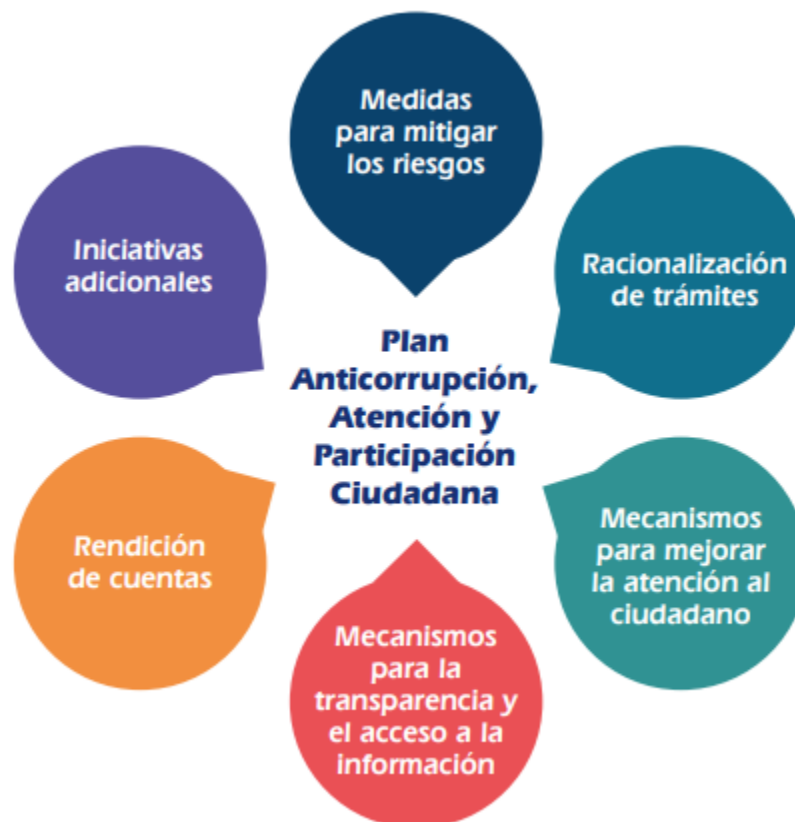 Medidas
para mitigar
los riesgos
Racionalización
de trámites
Mecanismos
para mejorar
la atención al
ciudadano
Mecanismos
para la
transparencia y
el acceso a la
información
Rendición
de cuentas
Iniciativas
adicionales
Plan
Anticorrupción,
Atención y
Participación
Ciudadana